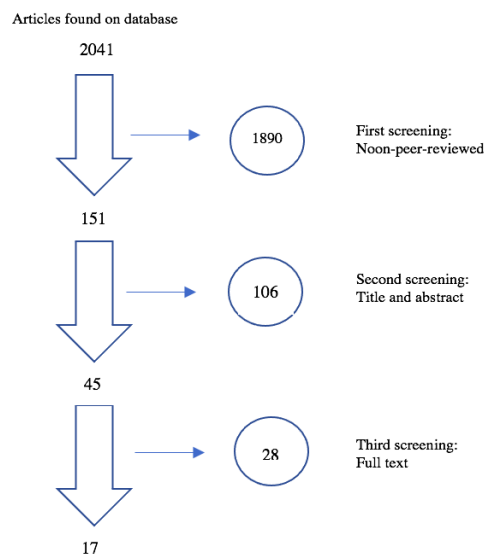 Articles found on database
2041
1890
First screening:
Noon-peer-reviewed
151
106
Second screening:
Title and abstract
45
28
Third screening:
Full text
17